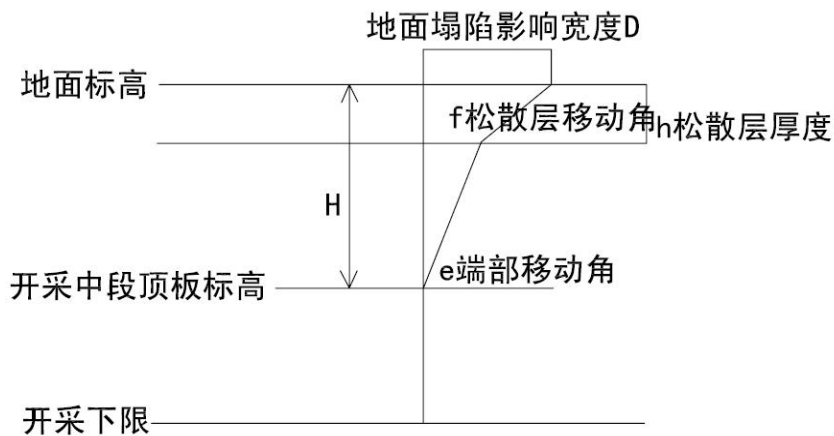 地面塌陷影响宽度D
地面标高
f松散层移动角
h松散层厚度
H
e端部移动角
开采中段顶板标高
开采下限